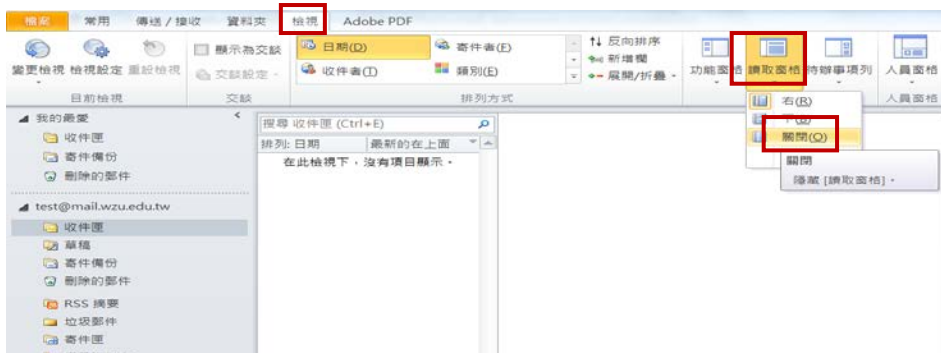 檔案 常用 傳送 / 接收 資料夾 檢視 Adobe PDF
變更檢視 檢視設定 重設檢視
目前檢視
顯示為交談
交談設定
交談
日期(D) 寄件者(F)
收件者(T) 類別(E)
排列方式
反向排序
新增欄
展開/折疊
功能窗格 讀取窗格 待辦事項列 人員窗格
人員窗格
右(R)
下(B)
關閉(O)
關閉
隱藏 [讀取窗格]。
我的最愛
收件匣
寄件備份
刪除的郵件
test@mail.wzu.edu.tw
收件匣
草稿
寄件備份
刪除的郵件
RSS 摘要
垃圾郵件
寄件匣
搜尋 收件匣 (Ctrl+E)
排列: 日期 最新的在上面
在此檢視下，沒有項目顯示。